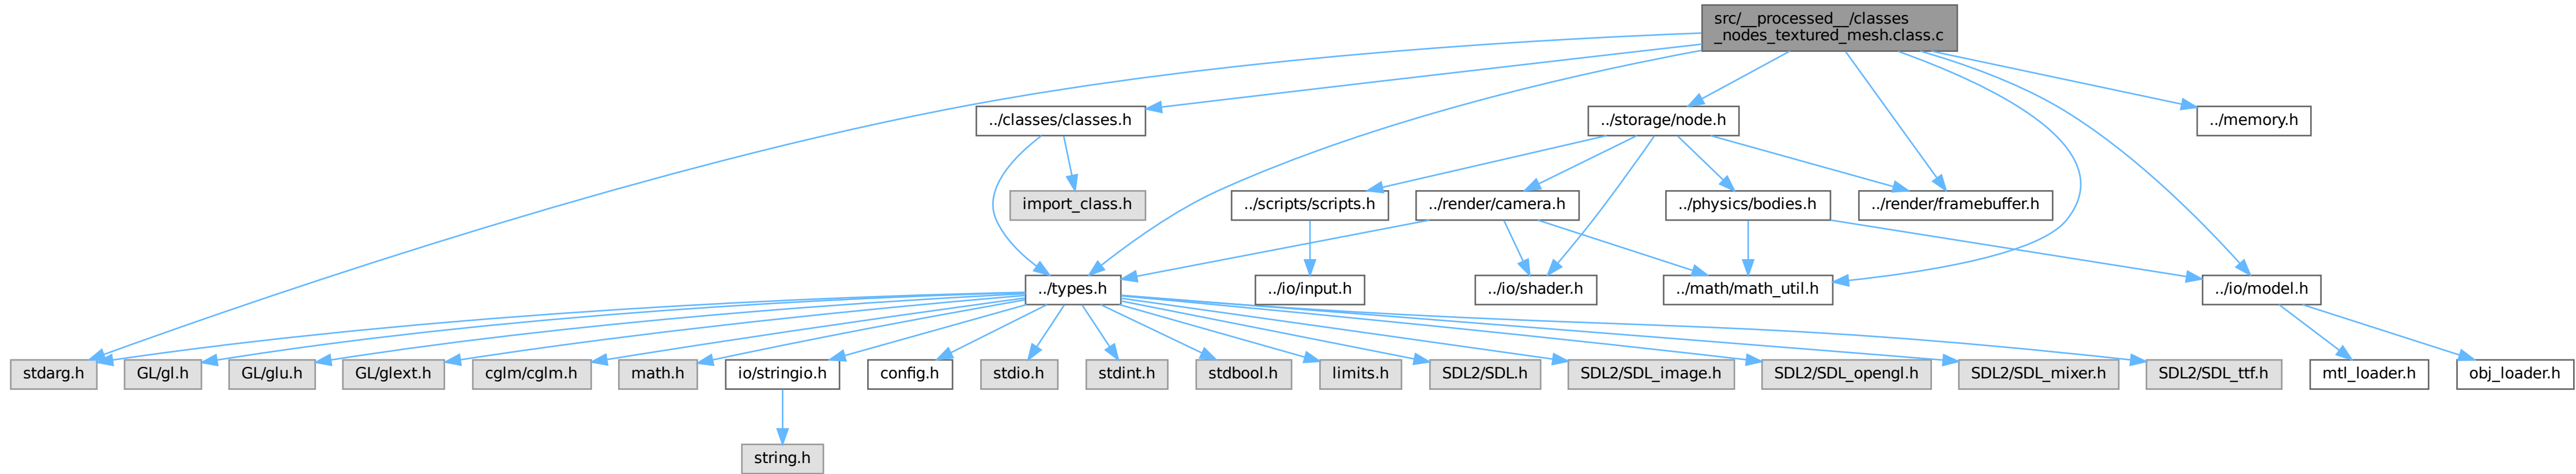 src/__processed__/classes
_nodes_textured_mesh.class.c
../classes/classes.h
../storage/node.h
../memory.h
import_class.h
../scripts/scripts.h
../render/camera.h
../physics/bodies.h
../render/framebuffer.h
../types.h
../io/input.h
../io/shader.h
../math/math_util.h
../io/model.h
stdarg.h
GL/gl.h
GL/glu.h
GL/glext.h
cglm/cglm.h
math.h
io/stringio.h
config.h
stdio.h
stdint.h
stdbool.h
limits.h
SDL2/SDL.h
SDL2/SDL_image.h
SDL2/SDL_opengl.h
SDL2/SDL_mixer.h
SDL2/SDL_ttf.h
mtl_loader.h
obj_loader.h
string.h